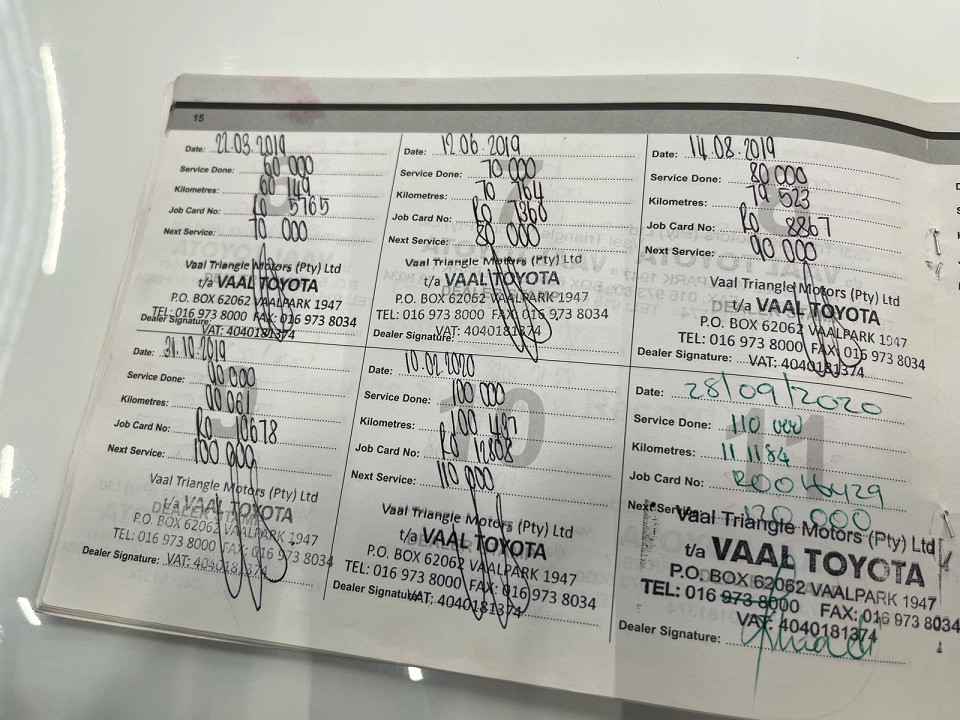 15
Date: 22.03.2019
Service Done: 60 000
Kilometres: 60 149
Job Card No: RO 5765
Next Service: 70 000
Vaal Triangle Motors (Pty) Ltd
t/a VAAL TOYOTA
P.O. BOX 62062 VAALPARK 1947
TEL: 016 973 8000 FAX: 016 973 8034
Dealer Signature:
VAT: 4040181374
Date: 12.06.2019
Service Done: 70 000
Kilometres: 70 764
Job Card No: RO 7368
Next Service: 80 000
Vaal Triangle Motors (Pty) Ltd
t/a VAAL TOYOTA
P.O. BOX 62062 VAALPARK 1947
TEL: 016 973 8000 FAX: 016 973 8034
Dealer Signature: VAT: 4040181374
Date: 14.08.2019
Service Done: 80 000
Kilometres: 79 523
Job Card No: RO 8867
Next Service: 90 000
Vaal Triangle Motors (Pty) Ltd
t/a VAAL TOYOTA
P.O. BOX 62062 VAALPARK 1947
TEL: 016 973 8000 FAX: 016 973 8034
Dealer Signature: VAT: 4040181374
Date: 31.10.2019
Service Done: 90 000
Kilometres: 90 061
Job Card No: RO 10678
Next Service: 100 000
Vaal Triangle Motors (Pty) Ltd
t/a VAAL TOYOTA
P.O. BOX 62062 VAALPARK 1947
TEL: 016 973 8000 FAX: 016 973 8034
Dealer Signature: VAT: 4040181374
10
Date: 10.02.2020
Service Done: 100 000
Kilometres: 100 497
Job Card No: RO 12808
Next Service: 110 000
Vaal Triangle Motors (Pty) Ltd
t/a VAAL TOYOTA
P.O. BOX 62062 VAALPARK 1947
TEL: 016 973 8000 FAX: 016 973 8034
Dealer Signature: VAT: 4040181374
11
Date: 28/09/2020
Service Done: 110 000
Kilometres: 111184
Job Card No:
Next Service: 120 000
Vaal Triangle Motors (Pty) Ltd
t/a VAAL TOYOTA
P.O. BOX 62062 VAALPARK 1947
TEL: 016 973 8000 FAX: 016 973 8034
VAT: 4040181374
Dealer Signature: